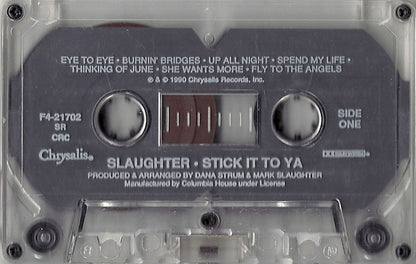 EYE TO EYE • BURNIN' BRIDGES • UP ALL NIGHT • SPEND MY LIFE •
THINKING OF JUNE • SHE WANTS MORE • FLY TO THE ANGELS
℗ & © 1990 Chrysalis Records, Inc.
F4-21702
SR
CRC
SIDE
ONE
Chrysalis®
SLAUGHTER • STICK IT TO YA
PRODUCED & ARRANGED BY DANA STRUM & MARK SLAUGHTER
Manufactured by Columbia House under License